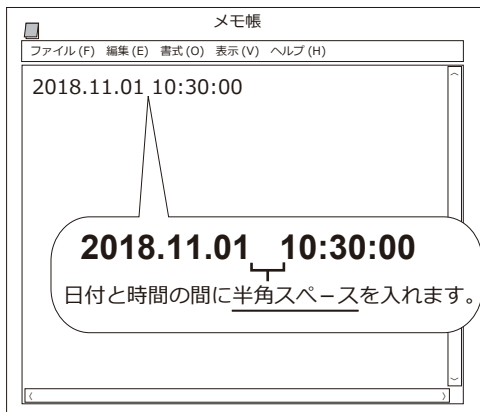 メモ帳
ファイル (F) 編集 (E) 書式 (O) 表示 (V) ヘルプ (H)
2018.11.01 10:30:00
2018.11.01 10:30:00
日付と時間の間に半角スペースを入れます。